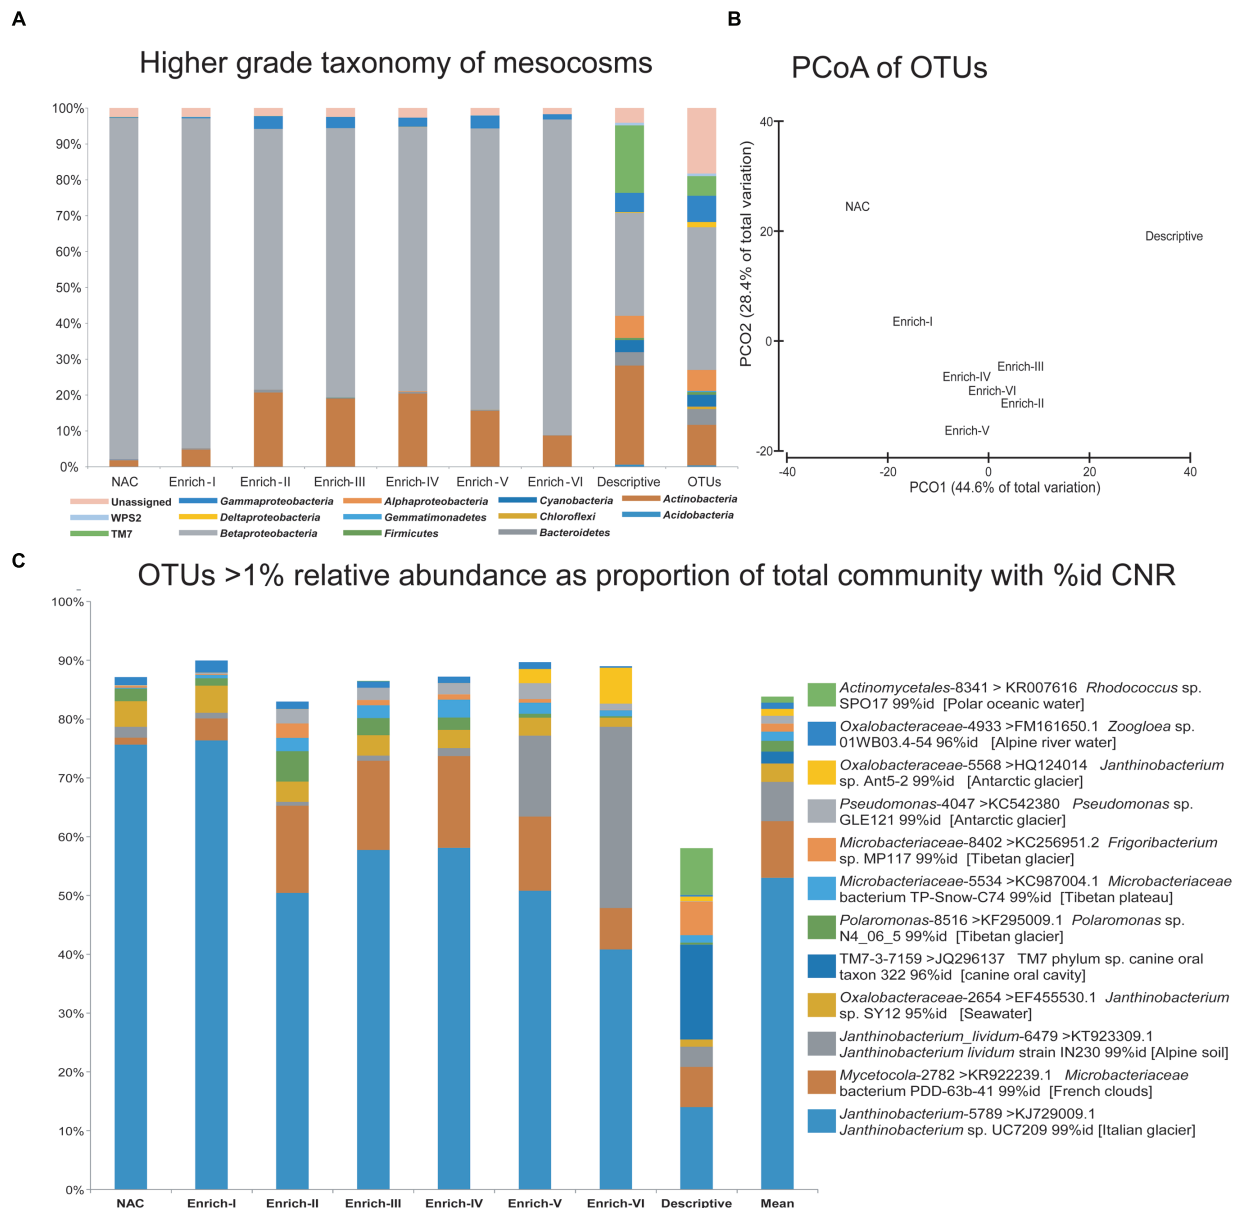 A
B
Higher grade taxonomy of mesocosms
PCoA of OTUs
100%
90%
80%
70%
60%
50%
40%
30%
20%
10%
0%
NAC Enrich-I Enrich-II Enrich-III Enrich-IV Enrich-V Enrich-VI Descriptive OTUs
Unassigned Gammaproteobacteria Alphaproteobacteria Cyanobacteria Actinobacteria
WPS2 Deltaproteobacteria Gemmatimonadetes Chloroflexi Acidobacteria
TM7 Betaproteobacteria Firmicutes Bacteroidetes
PCO2 (28.4% of total variation)
40
20
0
-20
NAC
Descriptive
Enrich-I
Enrich-III
Enrich-IV
Enrich-VI
Enrich-II
Enrich-V
-40 -20 0 20 40
PCO1 (44.6% of total variation)
C
OTUs >1% relative abundance as proportion of total community with %id CNR
100%
90%
80%
70%
60%
50%
40%
30%
20%
10%
0%
NAC Enrich-I Enrich-II Enrich-III Enrich-IV Enrich-V Enrich-VI Descriptive Mean
Actinomycetales-8341 > KR007616 Rhodococcus sp.
SPO17 99%id [Polar oceanic water]
Oxalobacteraceae-4933 >FM161650.1 Zoogloea sp.
01WB03.4-54 96%id [Alpine river water]
Oxalobacteraceae-5568 >HQ124014 Janthinobacterium
sp. Ant5-2 99%id [Antarctic glacier]
Pseudomonas-4047 >KC542380 Pseudomonas sp.
GLE121 99%id [Antarctic glacier]
Microbacteriaceae-8402 >KC256951.2 Frigoribacterium
sp. MP117 99%id [Tibetan glacier]
Microbacteriaceae-5534 >KC987004.1 Microbacteriaceae
bacterium TP-Snow-C74 99%id [Tibetan plateau]
Polaromonas-8516 >KF295009.1 Polaromonas sp.
N4_06_5 99%id [Tibetan glacier]
TM7-3-7159 >JQ296137 TM7 phylum sp. canine oral
taxon 322 96%id [canine oral cavity]
Oxalobacteraceae-2654 >EF455530.1 Janthinobacterium
sp. SY12 95%id [Seawater]
Janthinobacterium_lividum-6479 >KT923309.1
Janthinobacterium lividum strain IN230 99%id [Alpine soil]
Mycetocola-2782 >KR922239.1 Microbacteriaceae
bacterium PDD-63b-41 99%id [French clouds]
Janthinobacterium-5789 >KJ729009.1
Janthinobacterium sp. UC7209 99%id [Italian glacier]